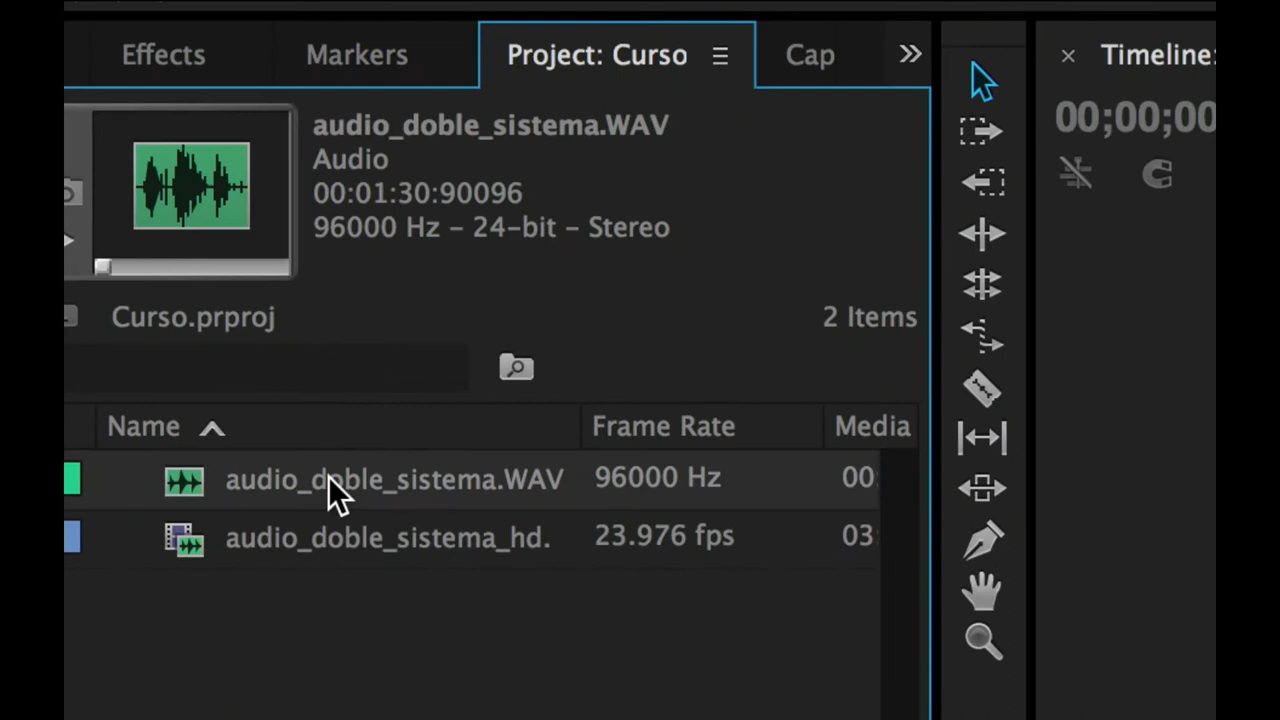 Effects Markers Project: Curso Cap Timeline:
audio_doble_sistema.WAV
Audio
00:01:30:90096
96000 Hz - 24-bit - Stereo
00;00;00
Curso.prproj 2 Items
Name Frame Rate Media
audio_doble_sistema.WAV 96000 Hz 00:
audio_doble_sistema_hd. 23.976 fps 03: